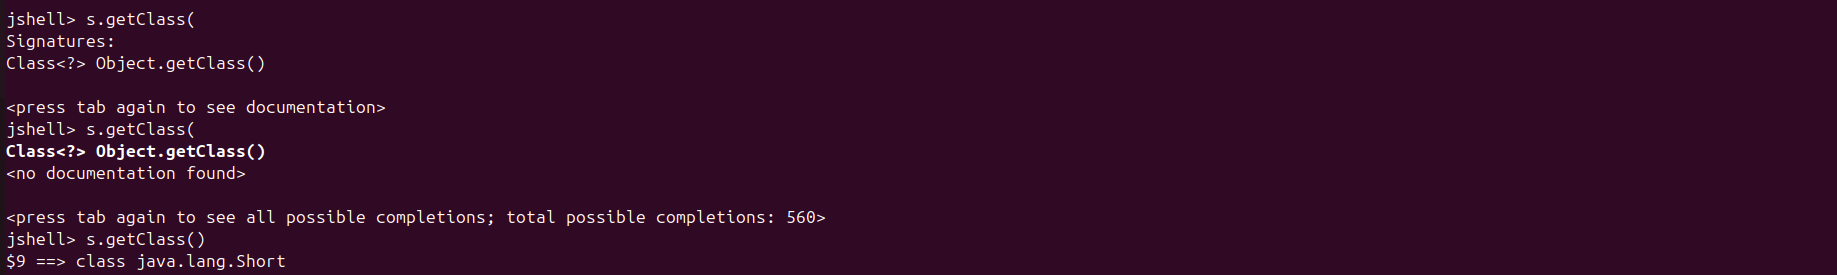 jshell> s.getClass(
Signatures:
Class<?> Object.getClass()
<press tab again to see documentation>
jshell> s.getClass(
Class<?> Object.getClass()
<no documentation found>
<press tab again to see all possible completions; total possible completions: 560>
jshell> s.getClass()
$9 ==> class java.lang.Short